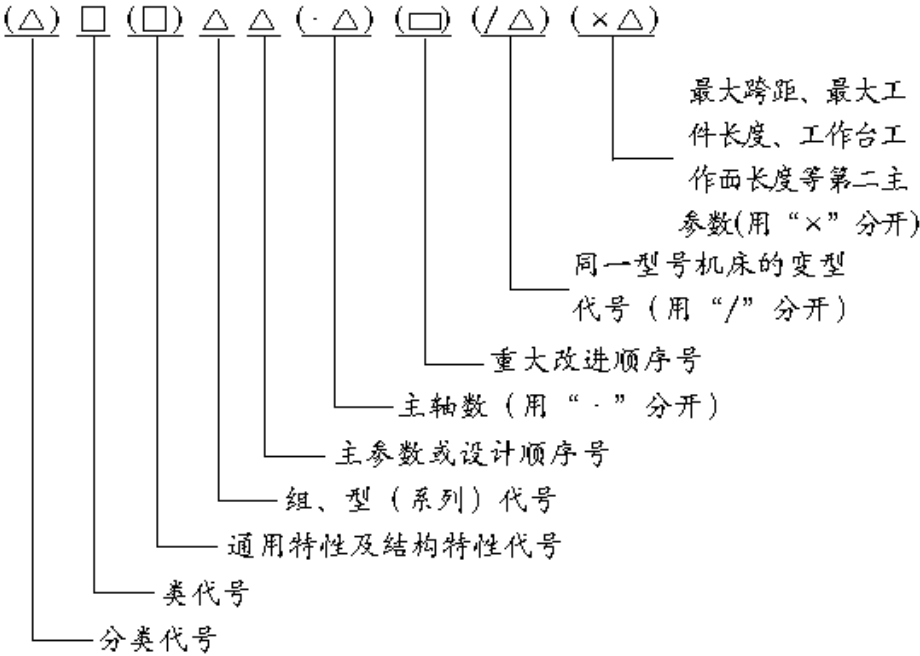 (△) □ (□) △ △ (·△) (▭) (/△) (×△)
最大跨距、最大工
件长度、工作台工
作面长度等第二主
参数(用“×”分开)
同一型号机床的变型
代号(用“/”分开)
重大改进顺序号
主轴数(用“·”分开)
主参数或设计顺序号
组、型(系列)代号
通用特性及结构特性代号
类代号
分类代号